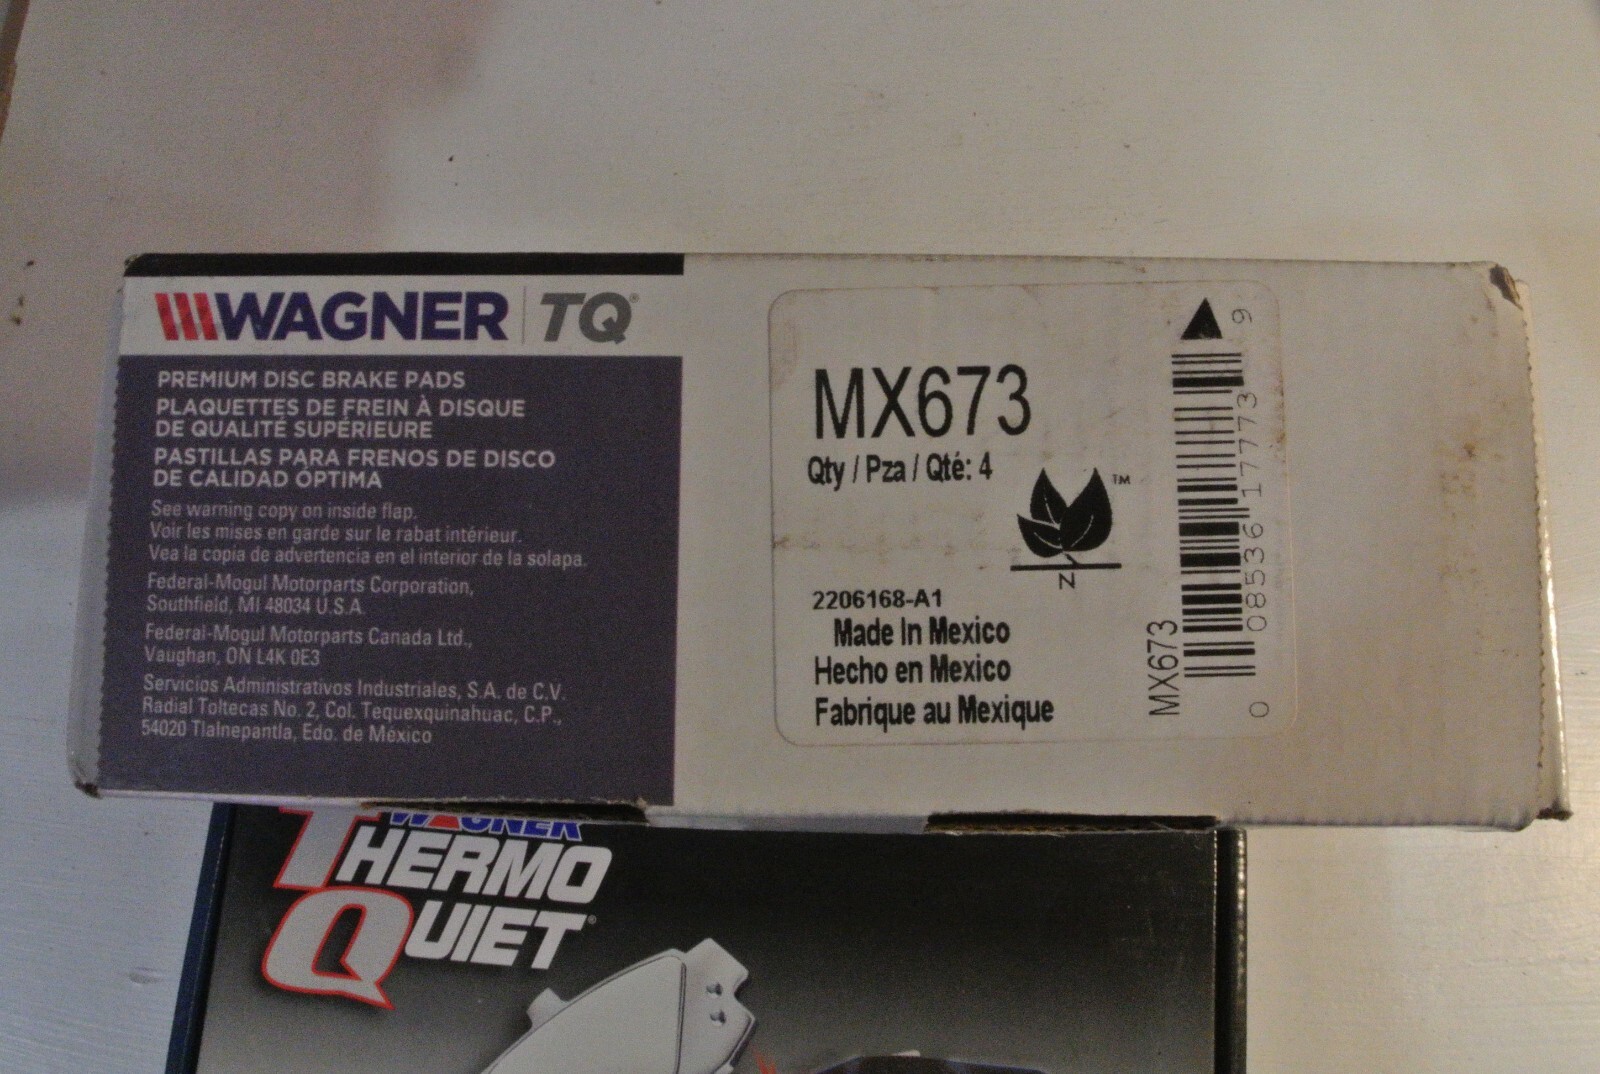 WAGNER TQ®
PREMIUM DISC BRAKE PADS
PLAQUETTES DE FREIN À DISQUE
DE QUALITÉ SUPÉRIEURE
PASTILLAS PARA FRENOS DE DISCO
DE CALIDAD ÓPTIMA
See warning copy on inside flap.
Voir les mises en garde sur le rabat intérieur.
Vea la copia de advertencia en el interior de la solapa.
Federal-Mogul Motorparts Corporation,
Southfield, MI 48034 U.S.A.
Federal-Mogul Motorparts Canada Ltd.,
Vaughan, ON L4K 0E3
Servicios Administrativos Industriales, S.A. de C.V.
Radial Toltecas No. 2, Col. Tequexquinahuac, C.P.,
54020 Tlalnepantla, Edo. de México
MX673
Qty / Pza / Qté: 4
TM
N
2206168-A1
Made In Mexico
Hecho en Mexico
Fabrique au Mexique
MX673
0 08536 17773 9
WAGNER
THERMO
QUIET®